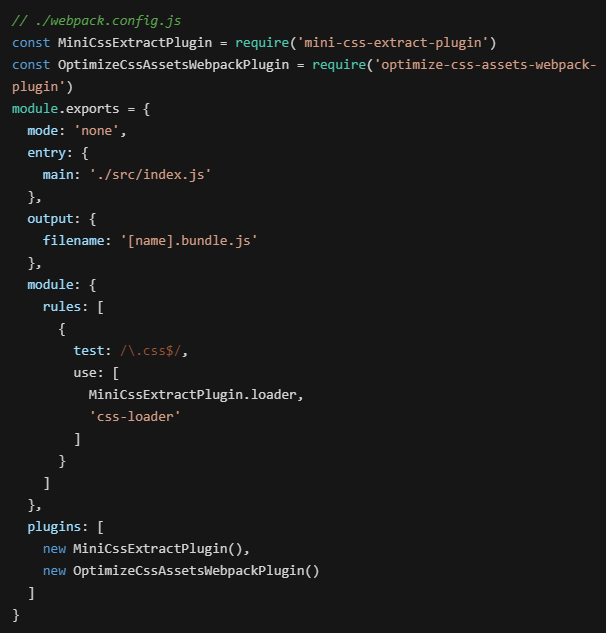 // ./webpack.config.js
const MiniCssExtractPlugin = require('mini-css-extract-plugin')
const OptimizeCssAssetsWebpackPlugin = require('optimize-css-assets-webpack-
plugin')
module.exports = {
  mode: 'none',
  entry: {
    main: './src/index.js'
  },
  output: {
    filename: '[name].bundle.js'
  },
  module: {
    rules: [
      {
        test: /\.css$/,
        use: [
          MiniCssExtractPlugin.loader,
          'css-loader'
        ]
      }
    ]
  },
  plugins: [
    new MiniCssExtractPlugin(),
    new OptimizeCssAssetsWebpackPlugin()
  ]
}